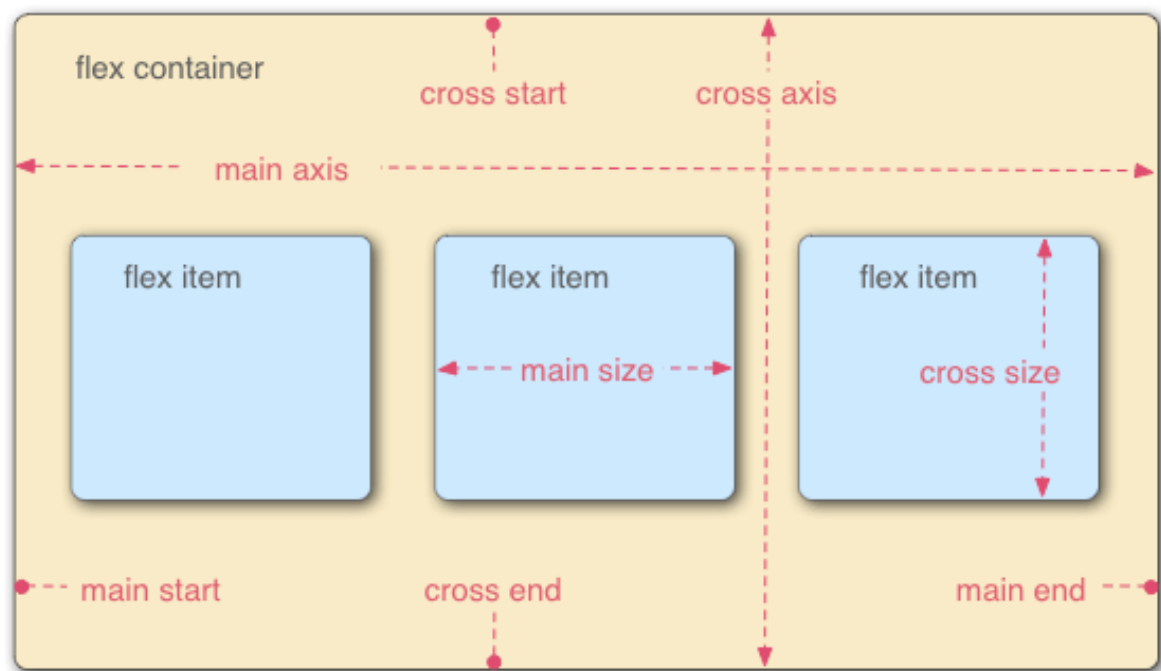 flex container
cross start
cross axis
main axis
flex item
flex item
flex item
main size
cross size
main start
cross end
main end